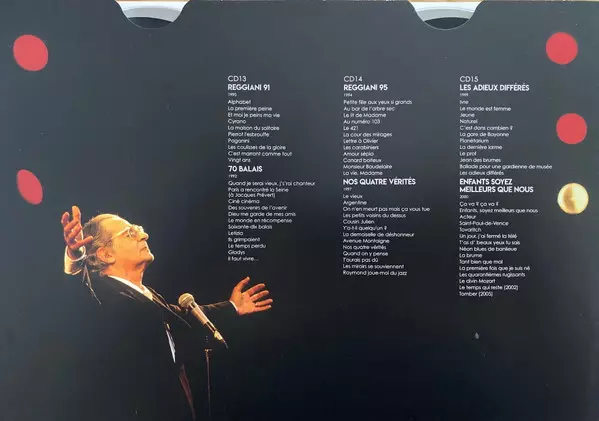 CD13
REGGIANI 91
1990
Alphabet
La première peine
Et moi je peins ma vie
Cyrano
La maison du solitaire
Pierrot l'esbrouffe
Paganini
Les coulisses de la gloire
C'est marrant comme tout
Vingt ans
70 BALAIS
1992
Quand je serai vieux, j's'rai chanteur
Paris a rencontré la Seine
(à Jacques Prévert)
Ciné cinéma
Des souvenirs de l'avenir
Dieu me garde de mes amis
Le monde en récompense
Soixante-dix balais
Letizia
Ils grimpaient
Le temps perdu
Gladys
Il faut vivre...
CD14
REGGIANI 95
1994
Petite fille aux yeux si grands
Au bar de l'arbre sec
Le lit de Madame
Au numéro 103
Le 421
La cour des mirages
Lettre à Olivier
Les carabiniers
Amour sépia
Canard boiteux
Monsieur Baudelaire
La vie, Madame
NOS QUATRE VÉRITÉS
1997
Le vieux
Argentine
On n'en meurt pas mais ça vous tue
Les petits voisins du dessus
Cousin Julien
Y'a-t-il quelqu'un ?
La demoiselle de déshonneur
Avenue Montaigne
Nos quatre vérités
Quand on y pense
T'aurais pas dû
Les miroirs se souviennent
Raymond joue-moi du jazz
CD15
LES ADIEUX DIFFÉRÉS
1999
Ivre
Le monde est femme
Jeune
Naturel
C'est dans combien ?
La gare de Bayonne
Planétarium
La dernière larme
Le prof
Jean des brumes
Ballade pour une gardienne de musée
Les adieux différés
ENFANTS SOYEZ
MEILLEURS QUE NOUS
2000
Ça va ti ça va ?
Enfants, soyez meilleurs que nous
Acteur
Saint-Paul-de-Vence
Tovaritch
Un jour, j'ai fermé la télé
T'as d' beaux yeux tu sais
Néon blues de banlieue
La brume
Tant bien que mal
La première fois que je suis né
Les quarantièmes rugissants
Le divin Mozart
Le temps qui reste (2002)
Tomber (2005)